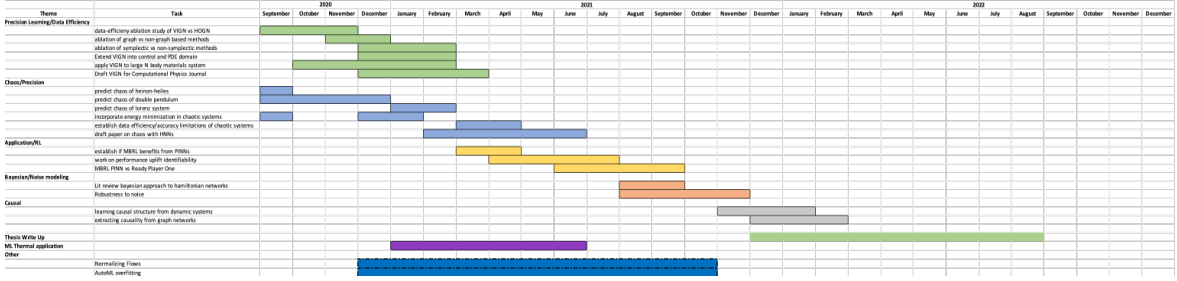 2020 2021 2022
Theme Task September October November December January February March April May June July August September October November December January February March April May June July August September October November December
Precision Learning/Data Efficiency
data-efficieny ablation study of VIGN vs HOGN
ablation of graph vs non-graph based methods
ablation of symplectic vs non-symplectic methods
Extend VIGN into control and PDE domain
apply VIGN to large N body materials system
Draft VIGN for Computational Physics Journal
Chaos/Precision
predict chaos of heinon-heiles
predict chaos of double pendulum
predict chaos of lorenz system
incorporate energy minimization in chaotic systems
establish data efficiency/accuracy limitations of chaotic systems
draft paper on chaos with HNNs
Application/RL
establish if MBRL benefits from PINNs
work on performance uplift identifiability
MBRL PINN vs Ready Player One
Bayesian/Noise modeling
Lit review bayesian approach to hamiltonian networks
Robustness to noise
Causal
learning causal structure from dynamic systems
extracting causality from graph networks
Thesis Write Up
ML Thermal application
Other
Normalizing Flows
AutoML overfitting